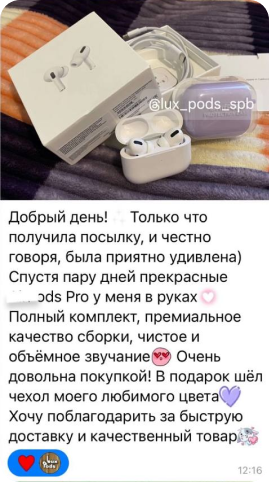 @lux_pods_spb
Добрый день! Только что
получила посылку, и честно
говоря, была приятно удивлена)
Спустя пару дней прекрасные
ods Pro у меня в руках
Полный комплект, премиальное
качество сборки, чистое и
объёмное звучание Очень
довольна покупкой! В подарок шёл
чехол моего любимого цвета
Хочу поблагодарить за быструю
доставку и качественный товар
12:16